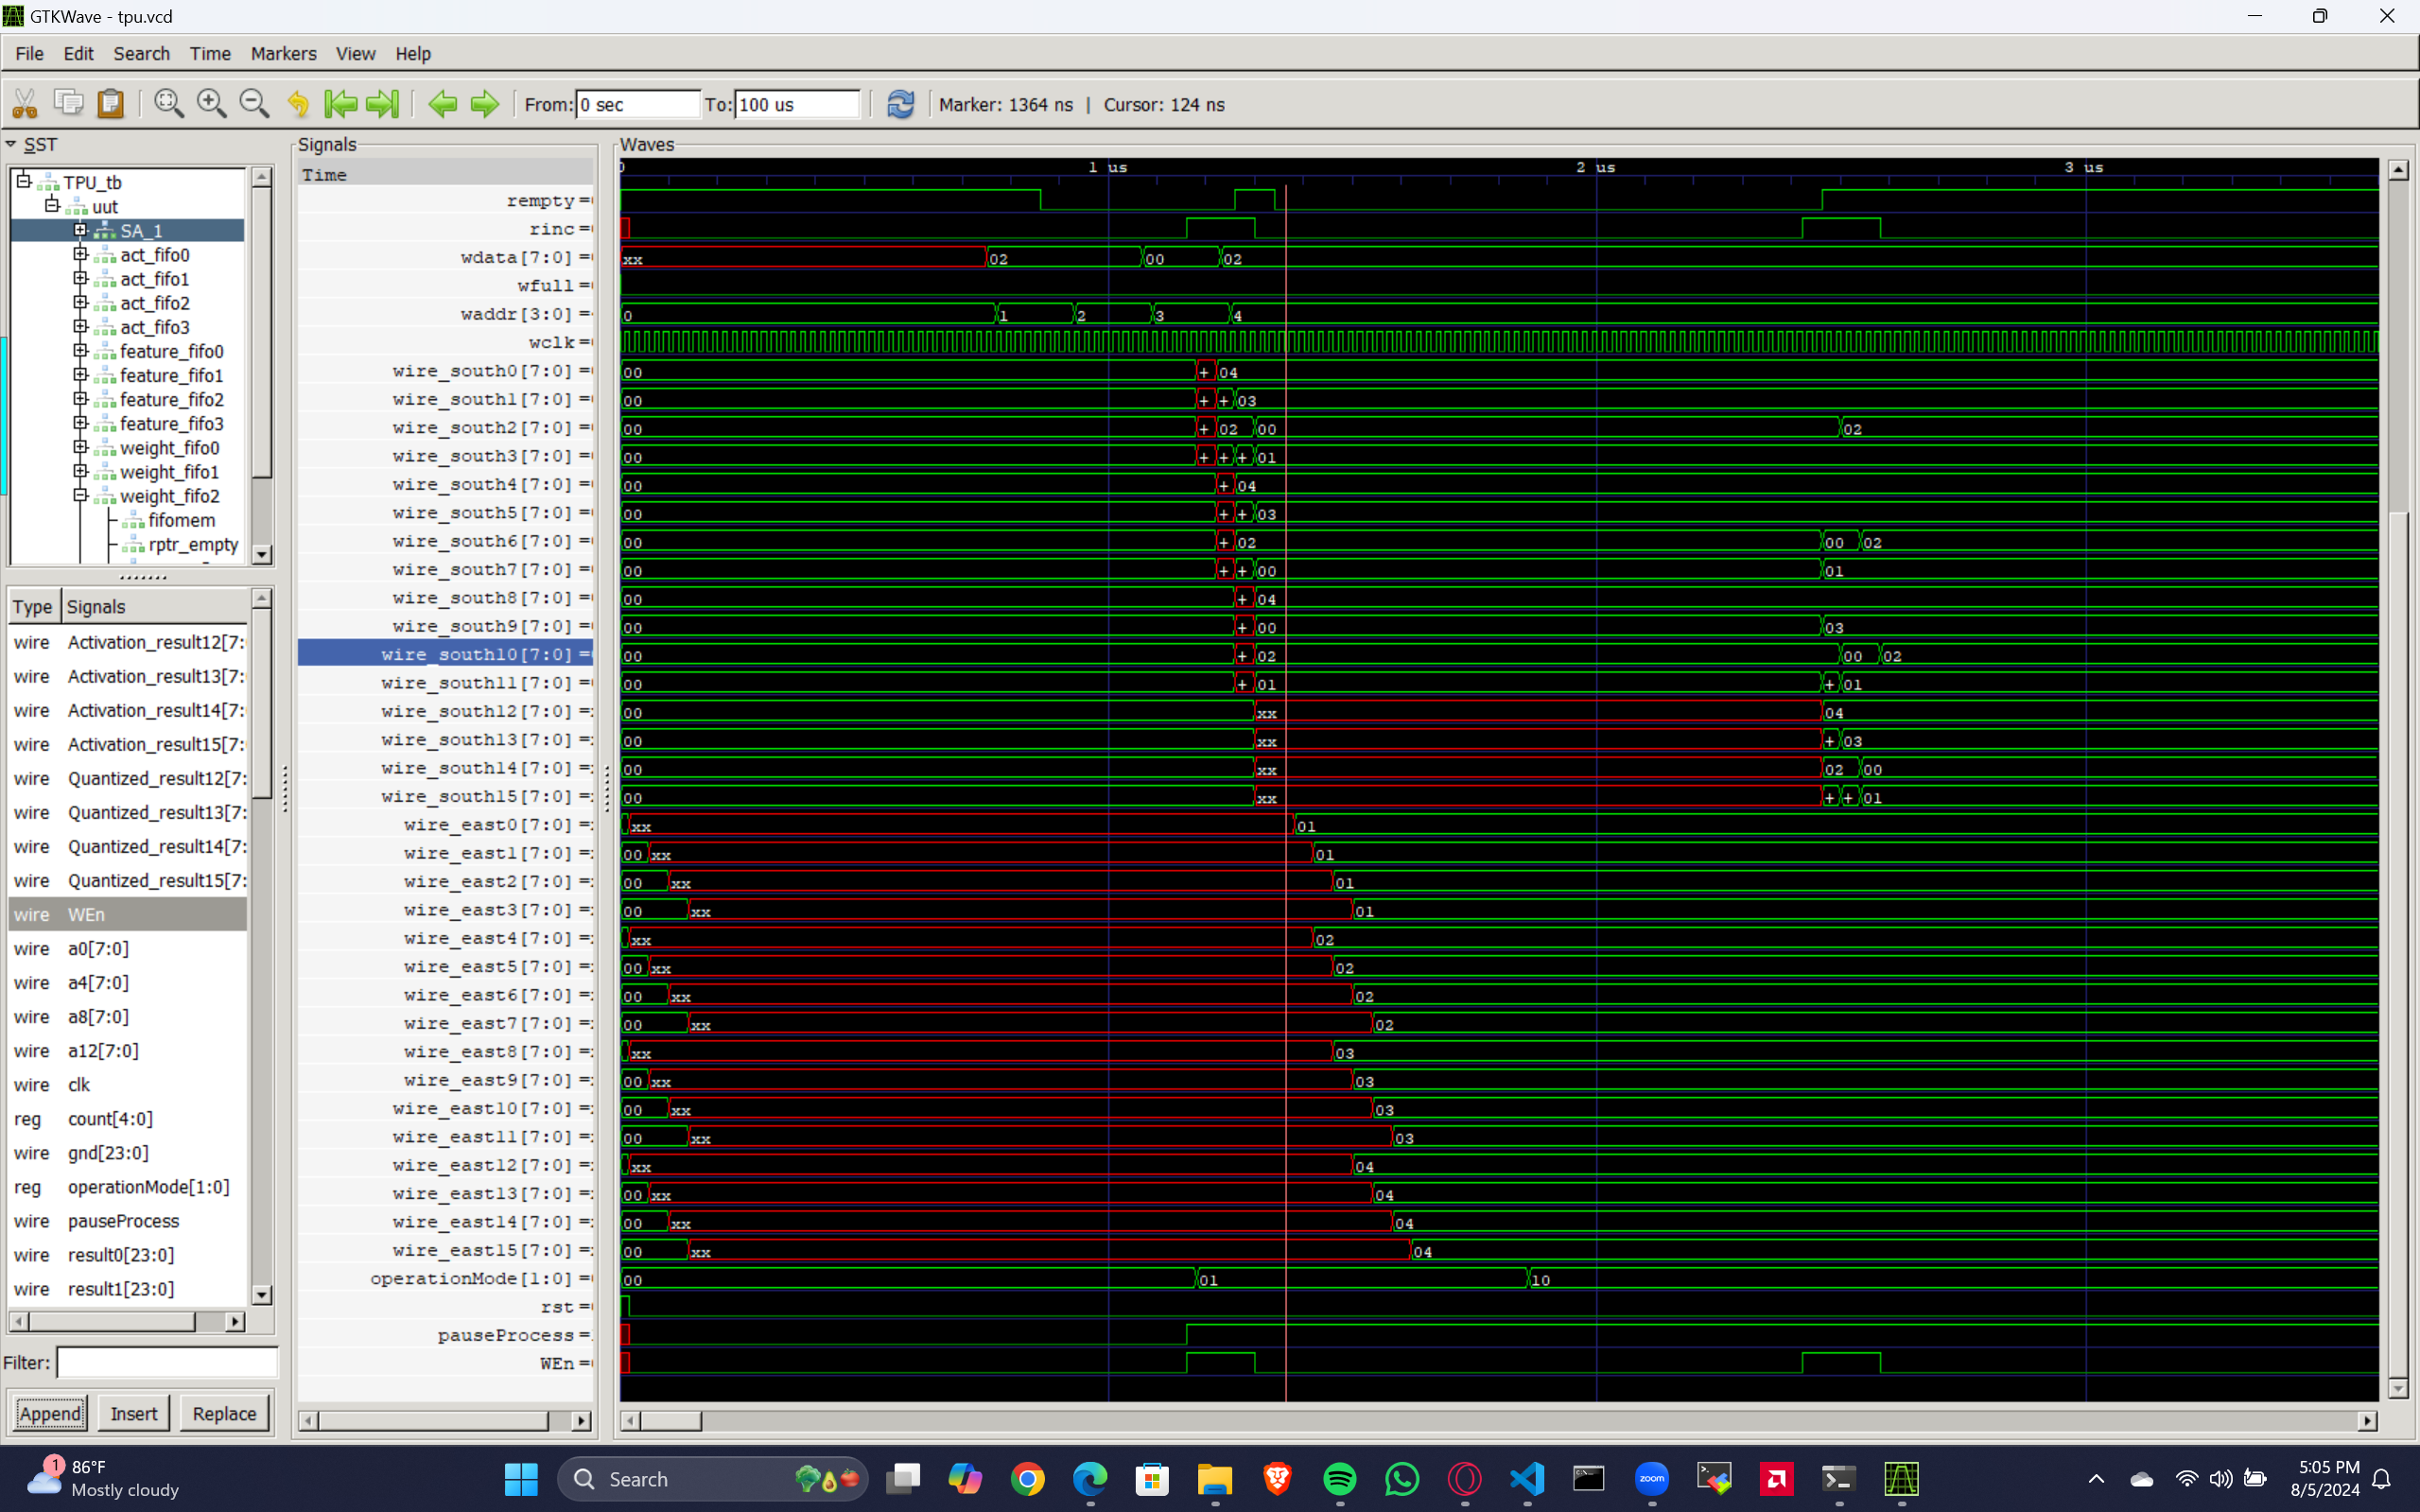 GTKWave - tpu.vcd
File Edit Search Time Markers View Help
From: 0 sec To: 100 us Marker: 1364 ns | Cursor: 124 ns
SST
TPU_tb
uut
SA_1
act_fifo0
act_fifo1
act_fifo2
act_fifo3
feature_fifo0
feature_fifo1
feature_fifo2
feature_fifo3
weight_fifo0
weight_fifo1
weight_fifo2
fifomem
rptr_empty
Type Signals
wire Activation_result12[7:
wire Activation_result13[7:
wire Activation_result14[7:
wire Activation_result15[7:
wire Quantized_result12[7:
wire Quantized_result13[7:
wire Quantized_result14[7:
wire Quantized_result15[7:
wire WEn
wire a0[7:0]
wire a4[7:0]
wire a8[7:0]
wire a12[7:0]
wire clk
reg count[4:0]
wire gnd[23:0]
reg operationMode[1:0]
wire pauseProcess
wire result0[23:0]
wire result1[23:0]
Filter:
Append Insert Replace
Signals
Time
Waves
0 1 us 2 us 3 us
rempty =
rinc =
wdata[7:0] = xx 02 00 02
wfull =
waddr[3:0] = 0 1 2 3 4
wclk =
wire_south0[7:0] = 00 + 04
wire_south1[7:0] = 00 + + 03
wire_south2[7:0] = 00 + 02 00 02
wire_south3[7:0] = 00 + + + 01
wire_south4[7:0] = 00 + 04
wire_south5[7:0] = 00 + + 03
wire_south6[7:0] = 00 + 02 00 02
wire_south7[7:0] = 00 + + 00 01
wire_south8[7:0] = 00 + 04
wire_south9[7:0] = 00 + 00 03
wire_south10[7:0] = 00 + 02 00 02
wire_south11[7:0] = 00 + 01 + 01
wire_south12[7:0] = 00 xx 04
wire_south13[7:0] = 00 xx + 03
wire_south14[7:0] = 00 xx 02 00
wire_south15[7:0] = 00 xx + + 01
wire_east0[7:0] = xx 01
wire_east1[7:0] = 00 xx 01
wire_east2[7:0] = 00 xx 01
wire_east3[7:0] = 00 xx 01
wire_east4[7:0] = xx 02
wire_east5[7:0] = 00 xx 02
wire_east6[7:0] = 00 xx 02
wire_east7[7:0] = 00 xx 02
wire_east8[7:0] = xx 03
wire_east9[7:0] = 00 xx 03
wire_east10[7:0] = 00 xx 03
wire_east11[7:0] = 00 xx 03
wire_east12[7:0] = xx 04
wire_east13[7:0] = 00 xx 04
wire_east14[7:0] = 00 xx 04
wire_east15[7:0] = 00 xx 04
operationMode[1:0] = 00 01 10
rst =
pauseProcess =
WEn =
1
86°F
Mostly cloudy
Search
zoom
5:05 PM
8/5/2024